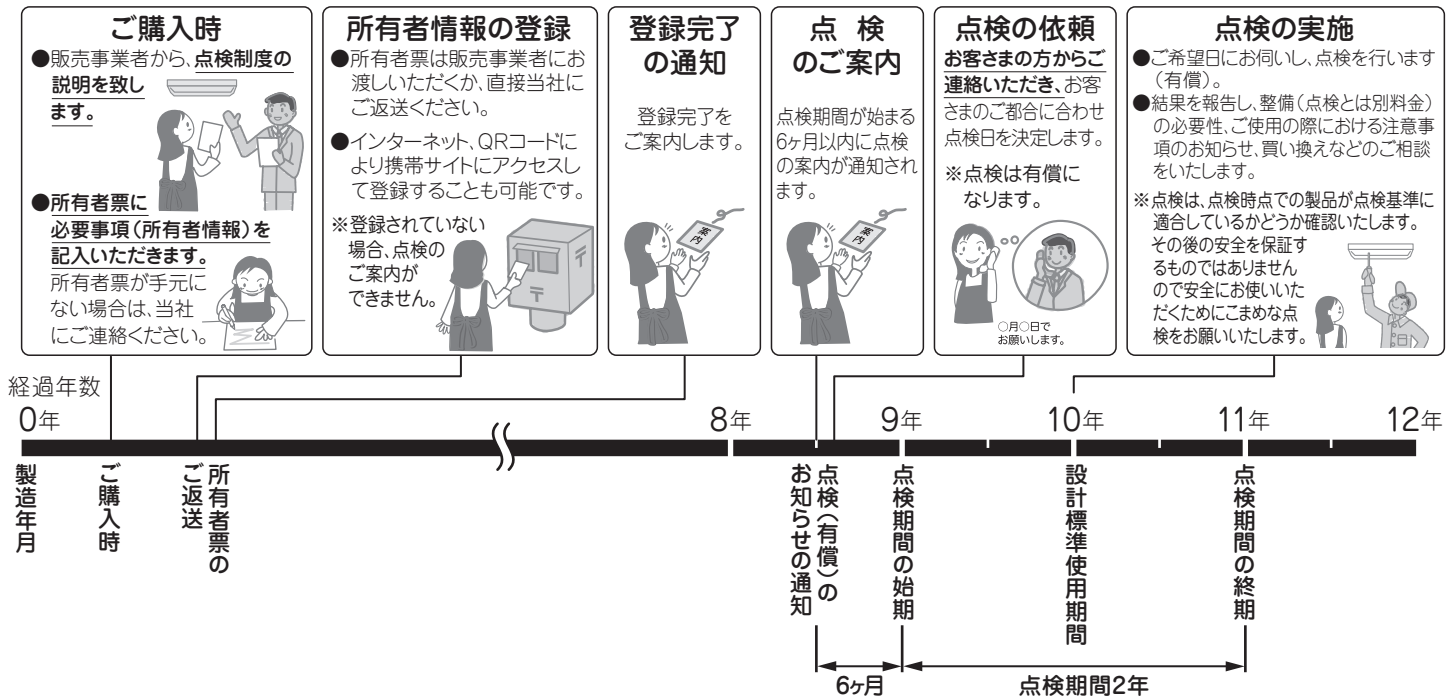 ご購入時
●販売事業者から、点検制度の
説明を致し
ます。
●所有者票に
必要事項(所有者情報)を
記入いただきます。
所有者票が手元に
ない場合は、当社
にご連絡ください。
所有者情報の登録
●所有者票は販売事業者にお
渡しいただくか、直接当社に
ご返送ください。
●インターネット、QRコードに
より携帯サイトにアクセスし
て登録することも可能です。
※登録されていない
場合、点検の
ご案内が
できません。
〒
〒
登録完了
の通知
登録完了を
ご案内します。
案内
点 検
のご案内
点検期間が始まる
6ヶ月以内に点検
の案内が通知され
ます。
案内
点検の依頼
お客さまの方からご
連絡いただき、お客
さまのご都合に合わせ
点検日を決定します。
※点検は有償に
なります。
○月○日で
お願いします。
点検の実施
●ご希望日にお伺いし、点検を行います
(有償)。
●結果を報告し、整備(点検とは別料金)
の必要性、ご使用の際における注意事
項のお知らせ、買い換えなどのご相談
をいたします。
※点検は、点検時点での製品が点検基準に
適合しているかどうか確認いたします。
その後の安全を保証す
るものではありません
ので安全にお使いいた
だくためにこまめな点
検をお願いいたします。
経過年数
0年
8年
9年
10年
11年
12年
製造年月
ご購入時
所有者票の
ご返送
点検(有償)の
お知らせの通知
点検期間の始期
設計標準使用期間
点検期間の終期
6ヶ月
点検期間2年